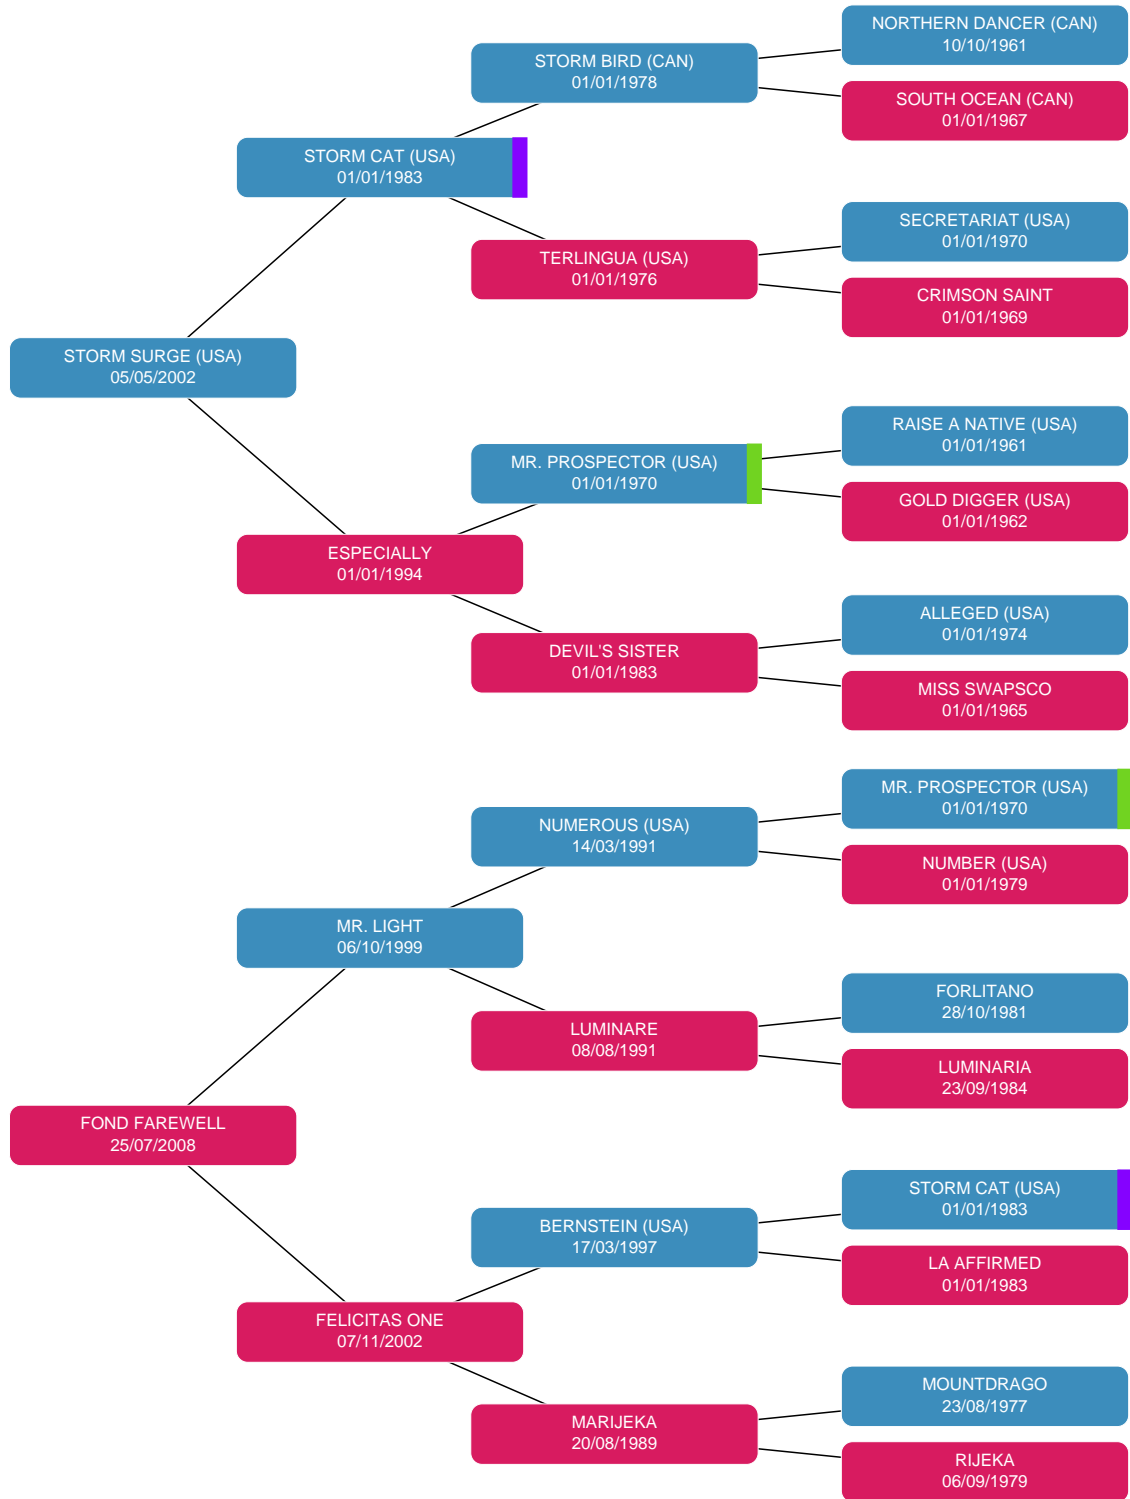 NORTHERN DANCER (CAN)
10/10/1961
STORM BIRD (CAN)
01/01/1978
SOUTH OCEAN (CAN)
01/01/1967
STORM CAT (USA)
01/01/1983
SECRETARIAT (USA)
01/01/1970
TERLINGUA (USA)
01/01/1976
CRIMSON SAINT
01/01/1969
STORM SURGE (USA)
05/05/2002
RAISE A NATIVE (USA)
01/01/1961
MR. PROSPECTOR (USA)
01/01/1970
GOLD DIGGER (USA)
01/01/1962
ESPECIALLY
01/01/1994
ALLEGED (USA)
01/01/1974
DEVIL'S SISTER
01/01/1983
MISS SWAPSCO
01/01/1965
MR. PROSPECTOR (USA)
01/01/1970
NUMEROUS (USA)
14/03/1991
NUMBER (USA)
01/01/1979
MR. LIGHT
06/10/1999
FORLITANO
28/10/1981
LUMINARE
08/08/1991
LUMINARIA
23/09/1984
FOND FAREWELL
25/07/2008
STORM CAT (USA)
01/01/1983
BERNSTEIN (USA)
17/03/1997
LA AFFIRMED
01/01/1983
FELICITAS ONE
07/11/2002
MOUNTDRAGO
23/08/1977
MARIJEKA
20/08/1989
RIJEKA
06/09/1979